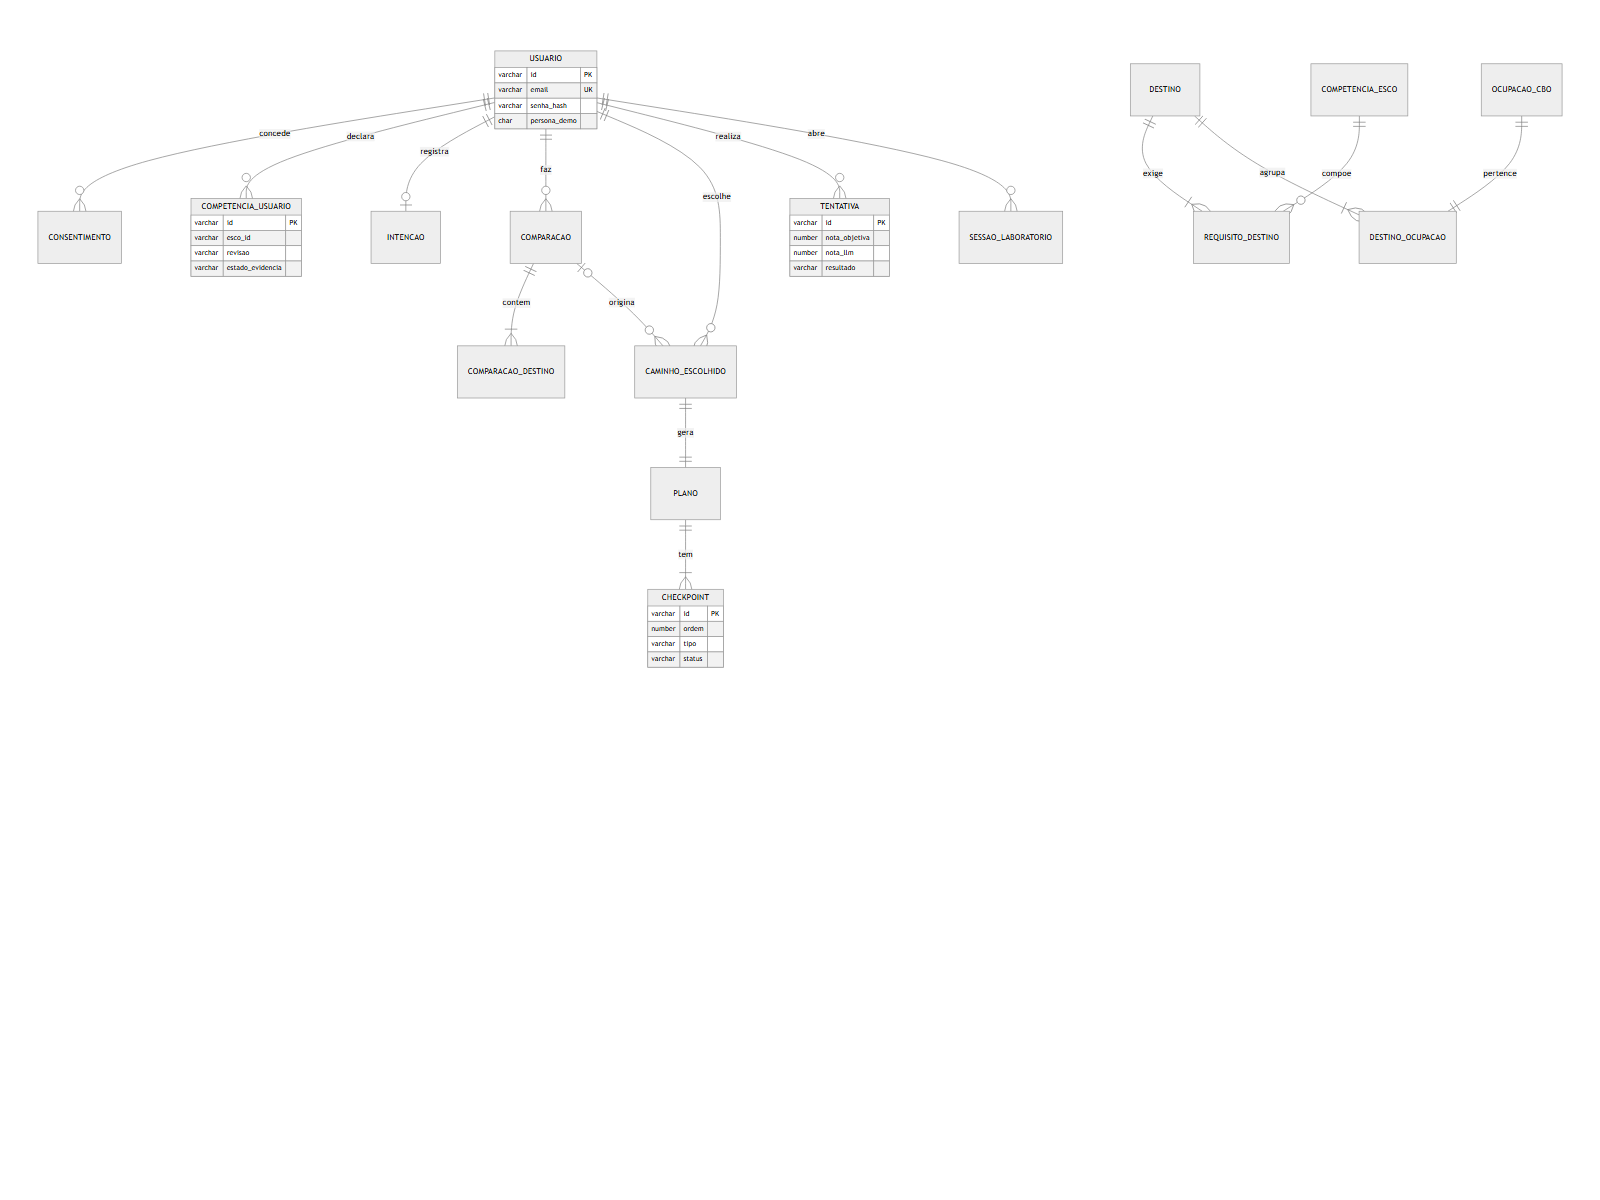 USUARIO
varchar id PK
varchar email UK
varchar senha_hash
char persona_demo
DESTINO
COMPETENCIA_ESCO
OCUPACAO_CBO
concede
declara
registra
faz
escolhe
realiza
abre
exige
agrupa
compoe
pertence
CONSENTIMENTO
COMPETENCIA_USUARIO
varchar id PK
varchar esco_id
varchar revisao
varchar estado_evidencia
INTENCAO
COMPARACAO
TENTATIVA
varchar id PK
number nota_objetiva
number nota_llm
varchar resultado
SESSAO_LABORATORIO
REQUISITO_DESTINO
DESTINO_OCUPACAO
contem
origina
COMPARACAO_DESTINO
CAMINHO_ESCOLHIDO
gera
PLANO
tem
CHECKPOINT
varchar id PK
number ordem
varchar tipo
varchar status